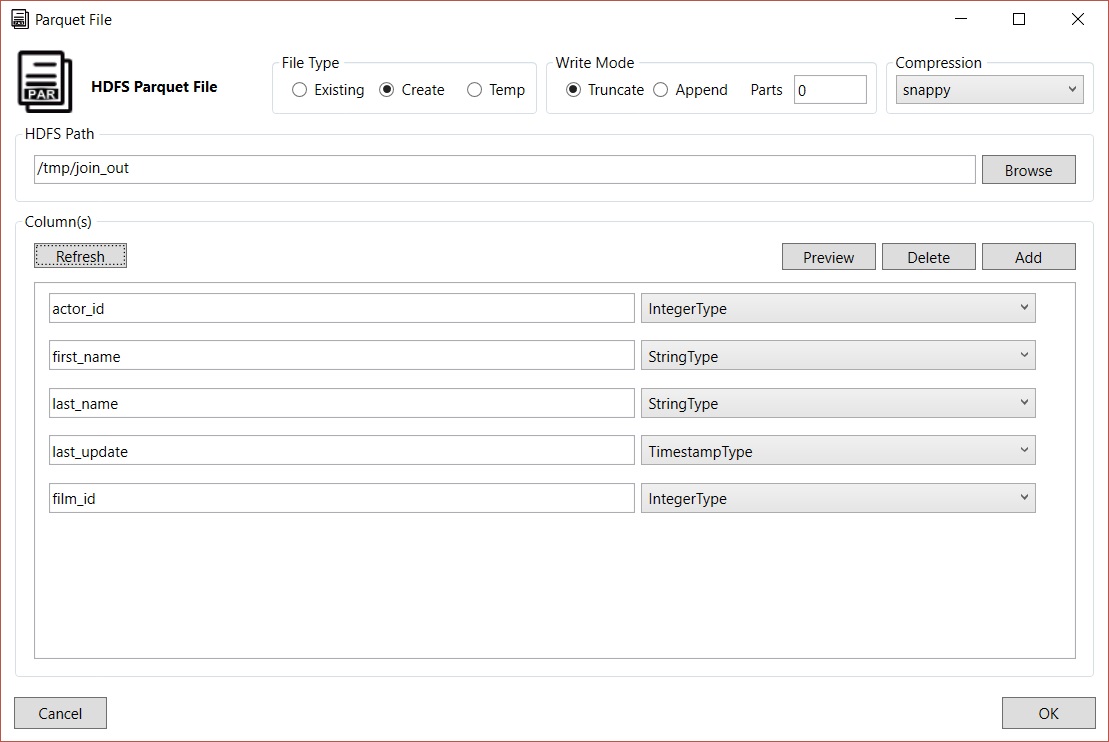 Parquet File
PAR
HDFS Parquet File
File Type
Existing Create Temp
Write Mode
Truncate Append Parts 0
Compression
snappy
HDFS Path
/tmp/join_out
Browse
Column(s)
Refresh Preview Delete Add
actor_id IntegerType
first_name StringType
last_name StringType
last_update TimestampType
film_id IntegerType
Cancel OK